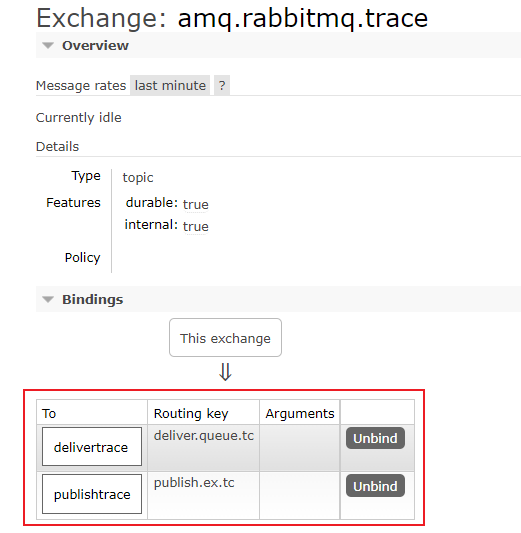 Exchange: amq.rabbitmq.trace
Overview
Message rates last minute ?
Currently idle
Details
Type topic
Features durable: true
internal: true
Policy
Bindings
This exchange
⇓
To Routing key Arguments
delivertrace deliver.queue.tc Unbind
publishtrace publish.ex.tc Unbind